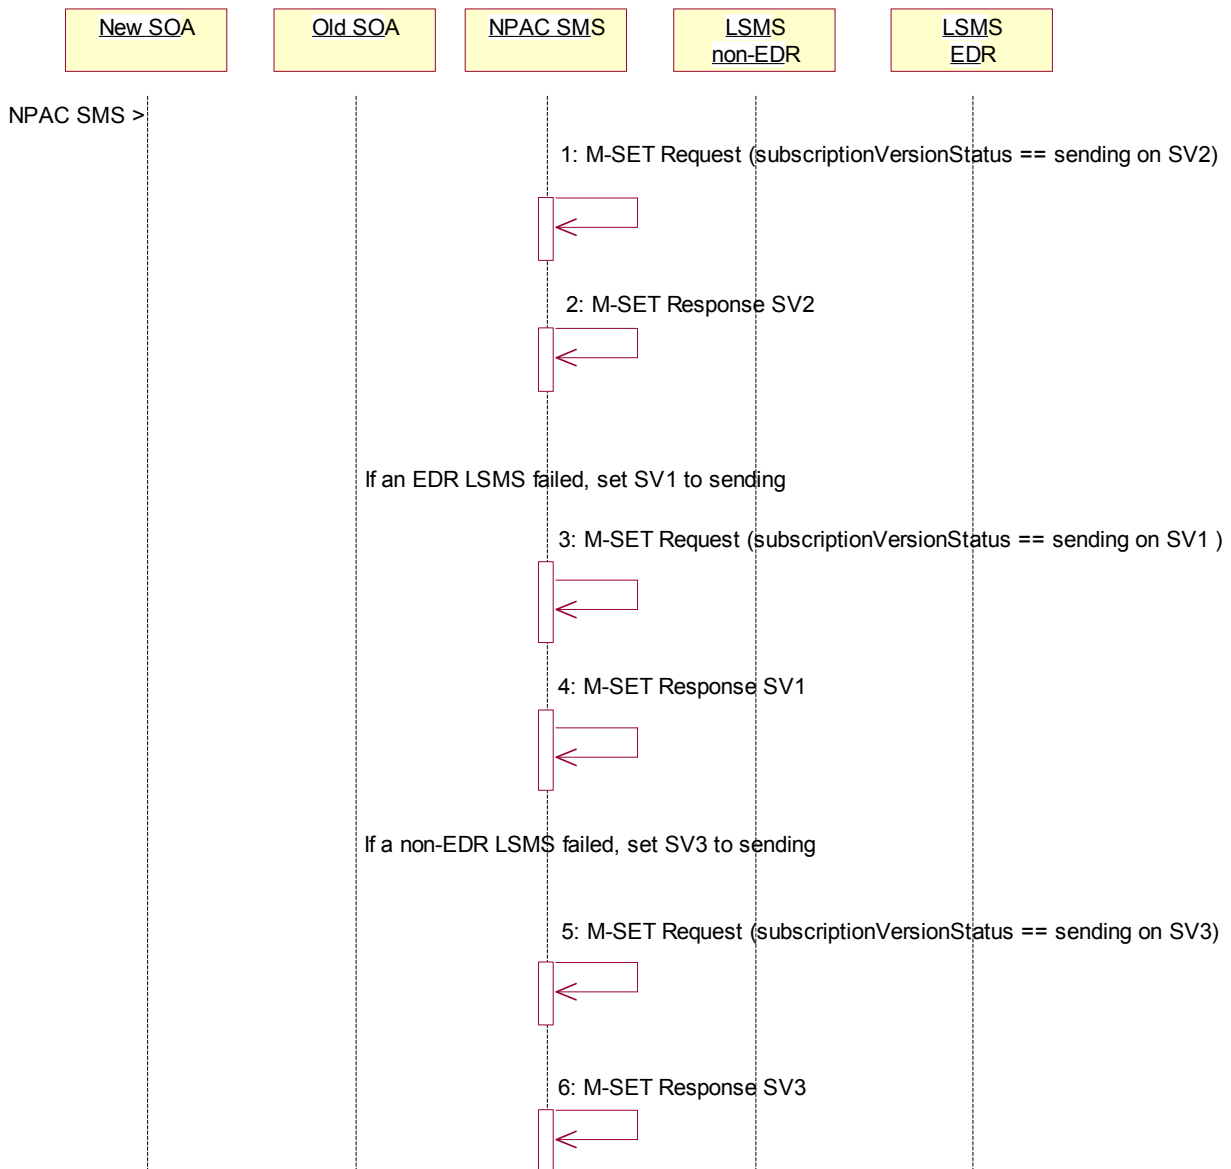 New SOA
Old SOA
NPAC SMS
LSMS
non-EDR
LSMS
EDR
NPAC SMS >
1: M-SET Request (subscriptionVersionStatus == sending on SV2)
2: M-SET Response SV2
If an EDR LSMS failed, set SV1 to sending
3: M-SET Request (subscriptionVersionStatus == sending on SV1 )
4: M-SET Response SV1
If a non-EDR LSMS failed, set SV3 to sending
5: M-SET Request (subscriptionVersionStatus == sending on SV3)
6: M-SET Response SV3